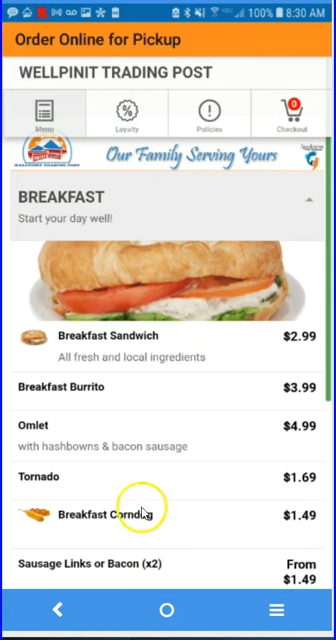 100% 8:30 AM
Order Online for Pickup
WELLPINIT TRADING POST
0
Menu Loyalty Policies Checkout
Our Family Serving Yours
BREAKFAST
Start your day well!
Breakfast Sandwich $2.99
All fresh and local ingredients
Breakfast Burrito $3.99
Omlet $4.99
with hashbowns & bacon sausage
Tornado $1.69
Breakfast Corndog $1.49
Sausage Links or Bacon (x2) From
$1.49